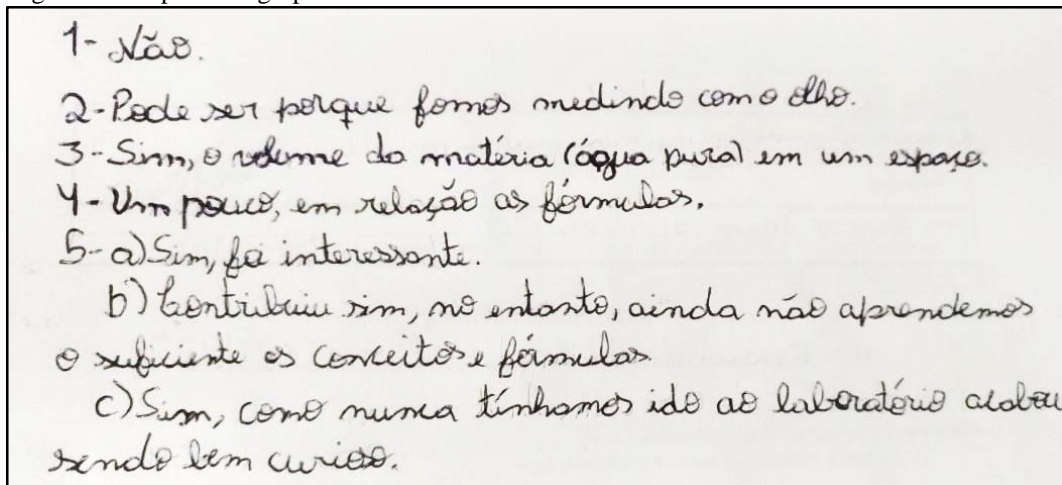 1- Não.
2- Pode ser porque fomos medindo com o olho.
3- Sim, o volume da matéria (água pura) em um espaço.
4- Um pouco, em relação as fórmulas.
5- a) Sim, foi interessante.
b) Contribuiu sim, no entanto, ainda não aprendemos
o suficiente os conceitos e fórmulas.
c) Sim, como nunca tínhamos ido ao laboratório acabou
sendo bem curioso.